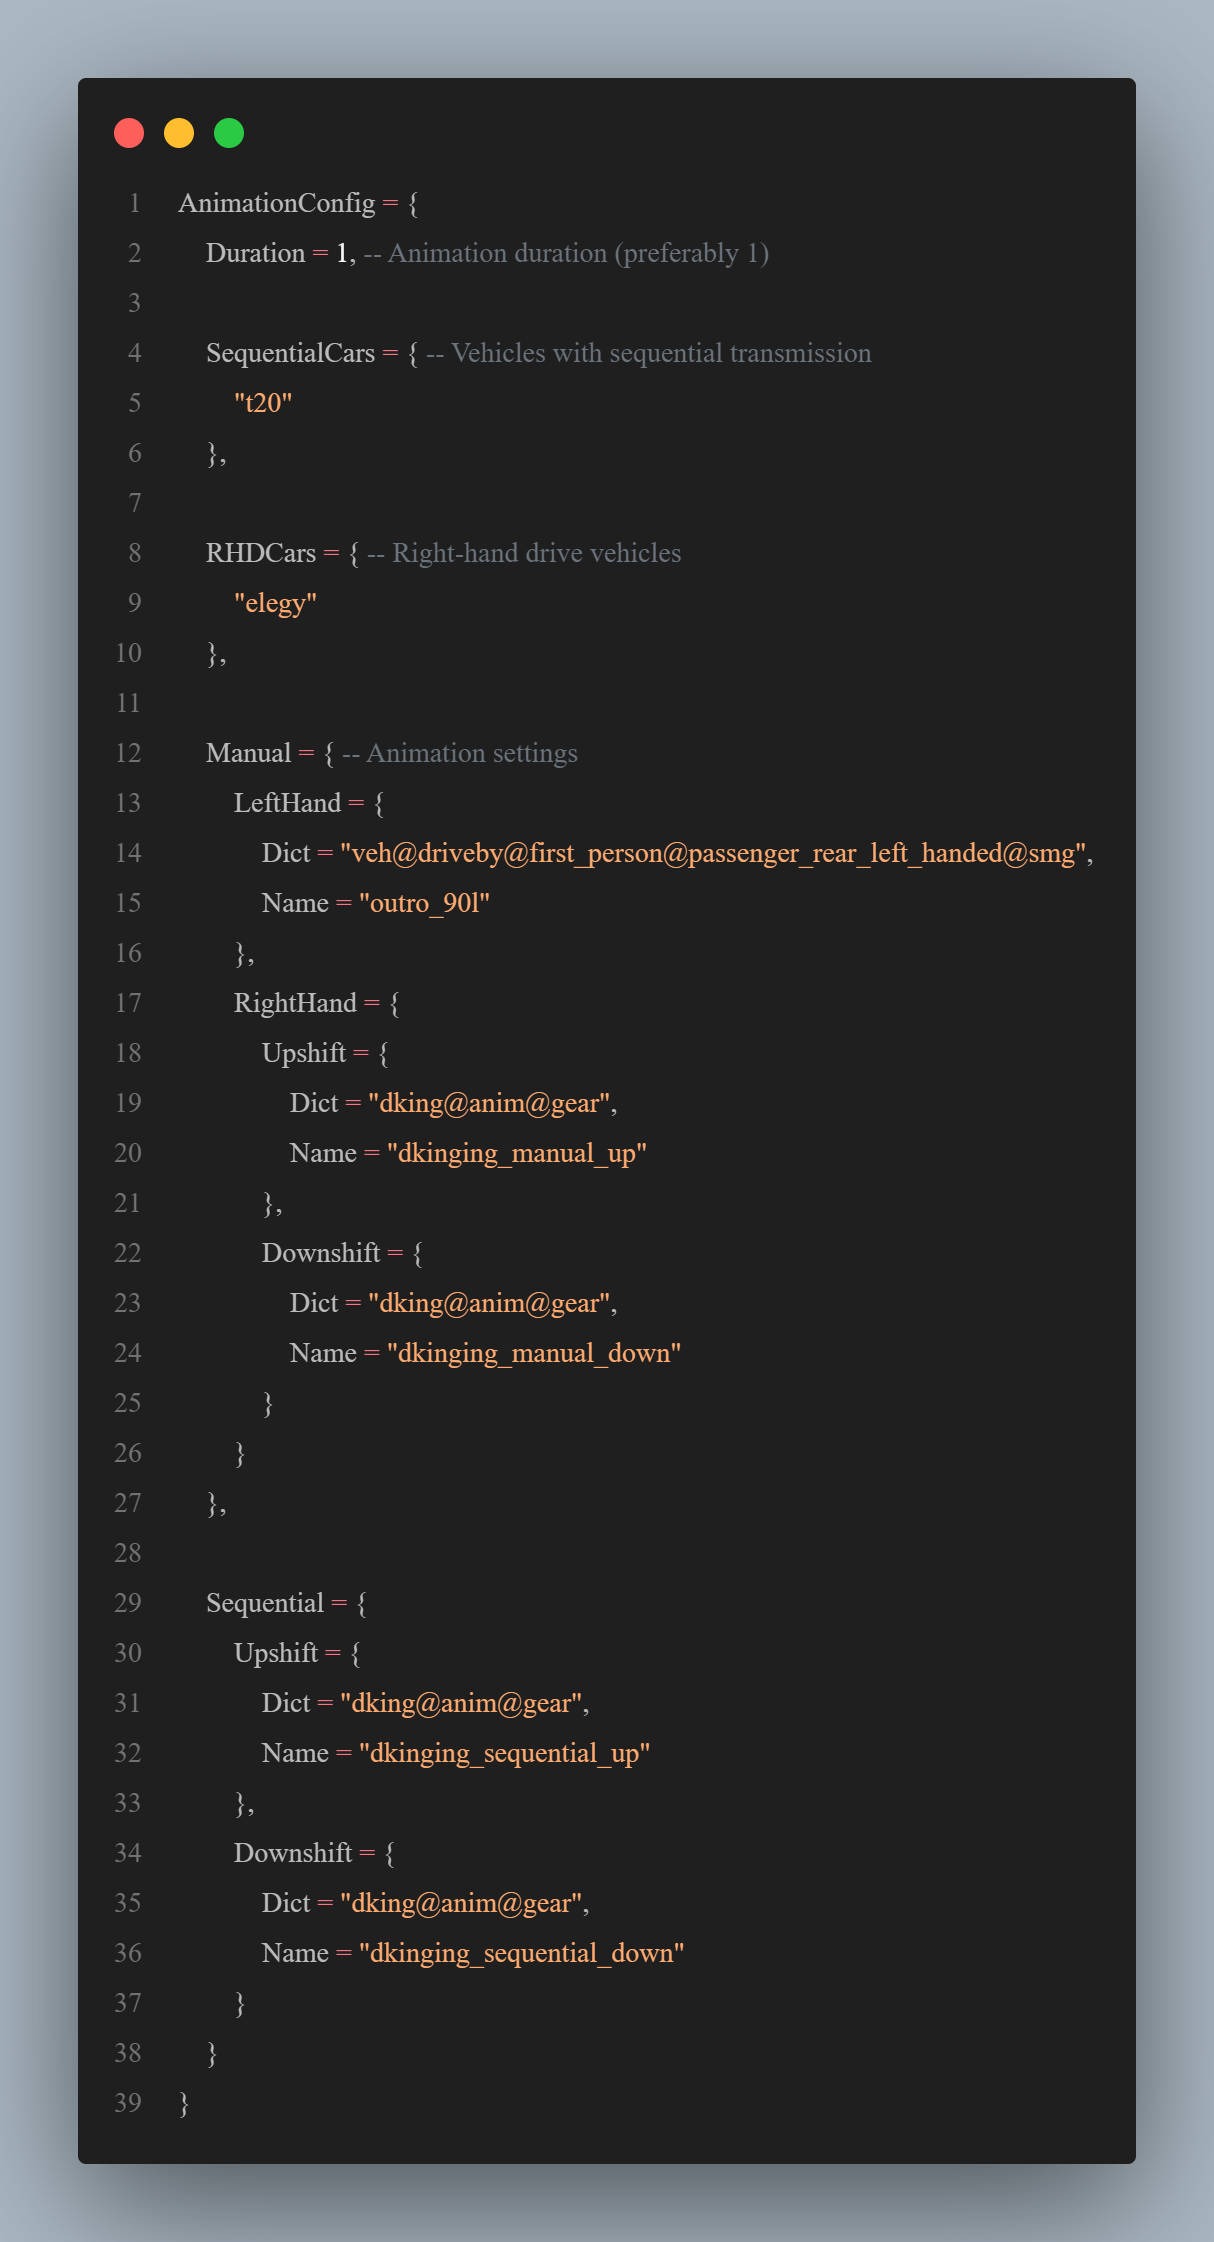 1 AnimationConfig = {
2     Duration = 1, -- Animation duration (preferably 1)
3
4     SequentialCars = { -- Vehicles with sequential transmission
5         "t20"
6     },
7
8     RHDCars = { -- Right-hand drive vehicles
9         "elegy"
10     },
11
12     Manual = { -- Animation settings
13         LeftHand = {
14             Dict = "veh@driveby@first_person@passenger_rear_left_handed@smg",
15             Name = "outro_90l"
16         },
17         RightHand = {
18             Upshift = {
19                 Dict = "dking@anim@gear",
20                 Name = "dkinging_manual_up"
21             },
22             Downshift = {
23                 Dict = "dking@anim@gear",
24                 Name = "dkinging_manual_down"
25             }
26         }
27     },
28
29     Sequential = {
30         Upshift = {
31             Dict = "dking@anim@gear",
32             Name = "dkinging_sequential_up"
33         },
34         Downshift = {
35             Dict = "dking@anim@gear",
36             Name = "dkinging_sequential_down"
37         }
38     }
39 }